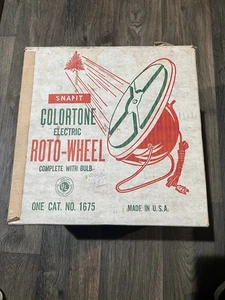 SNAPIT
COLORTONE
ELECTRIC
ROTO-WHEEL
COMPLETE WITH BULB
ONE CAT. NO. 1675
MADE IN U.S.A.